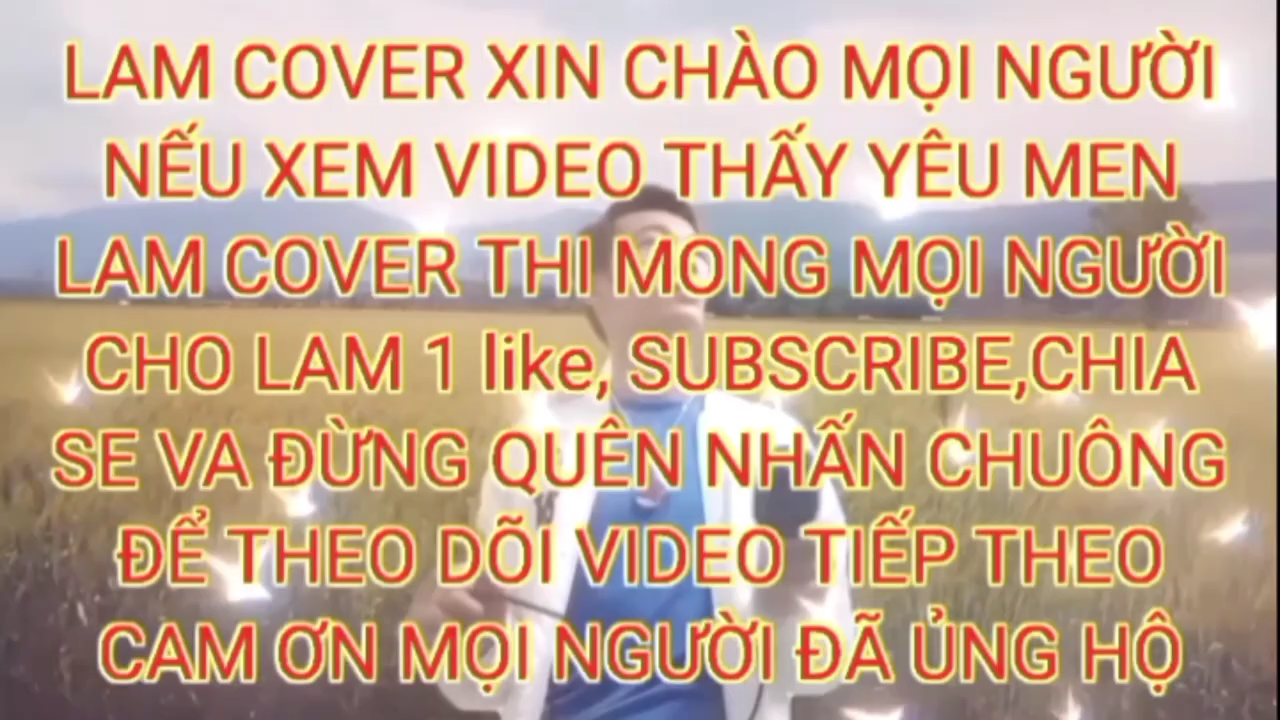 LAM COVER XIN CHÀO MỌI NGƯỜI
NẾU XEM VIDEO THẤY YÊU MEN
LAM COVER THI MONG MỌI NGƯỜI
CHO LAM 1 like, SUBSCRIBE,CHIA
SE VA ĐỪNG QUÊN NHẤN CHUÔNG
ĐỂ THEO DÕI VIDEO TIẾP THEO
CAM ƠN MỌI NGƯỜI ĐÃ ỦNG HỘ